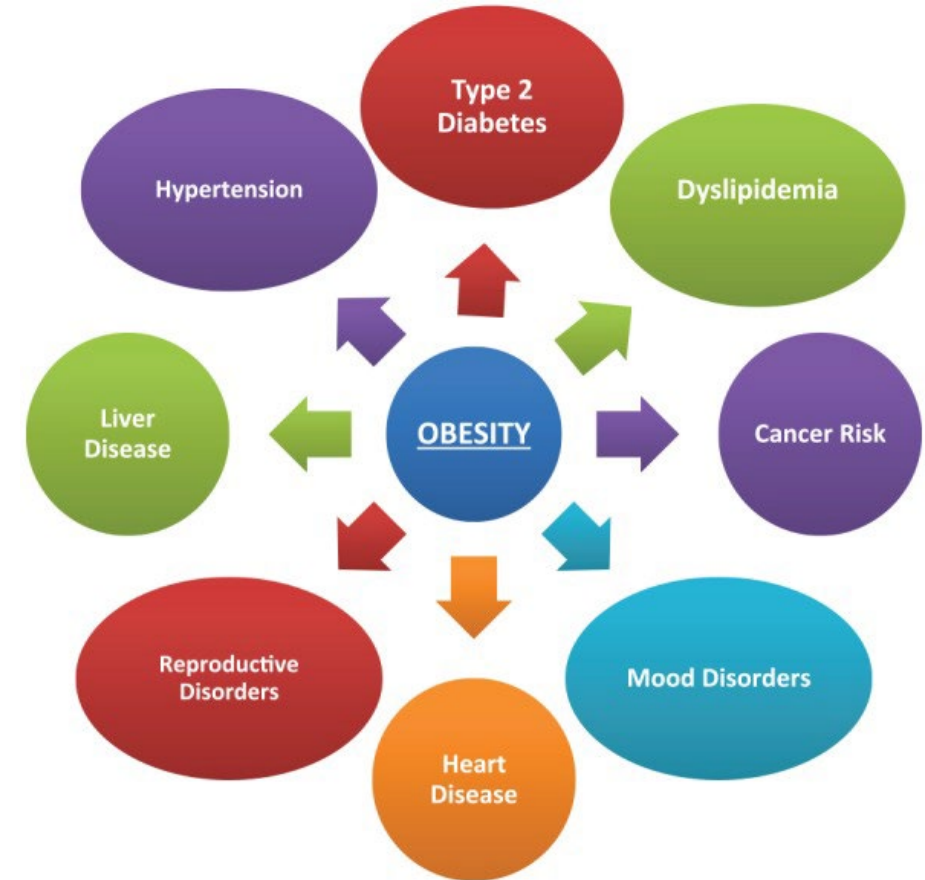 Type 2
Diabetes
Hypertension
Dyslipidemia
Liver
Disease
OBESITY
Cancer Risk
Reproductive
Disorders
Mood Disorders
Heart
Disease